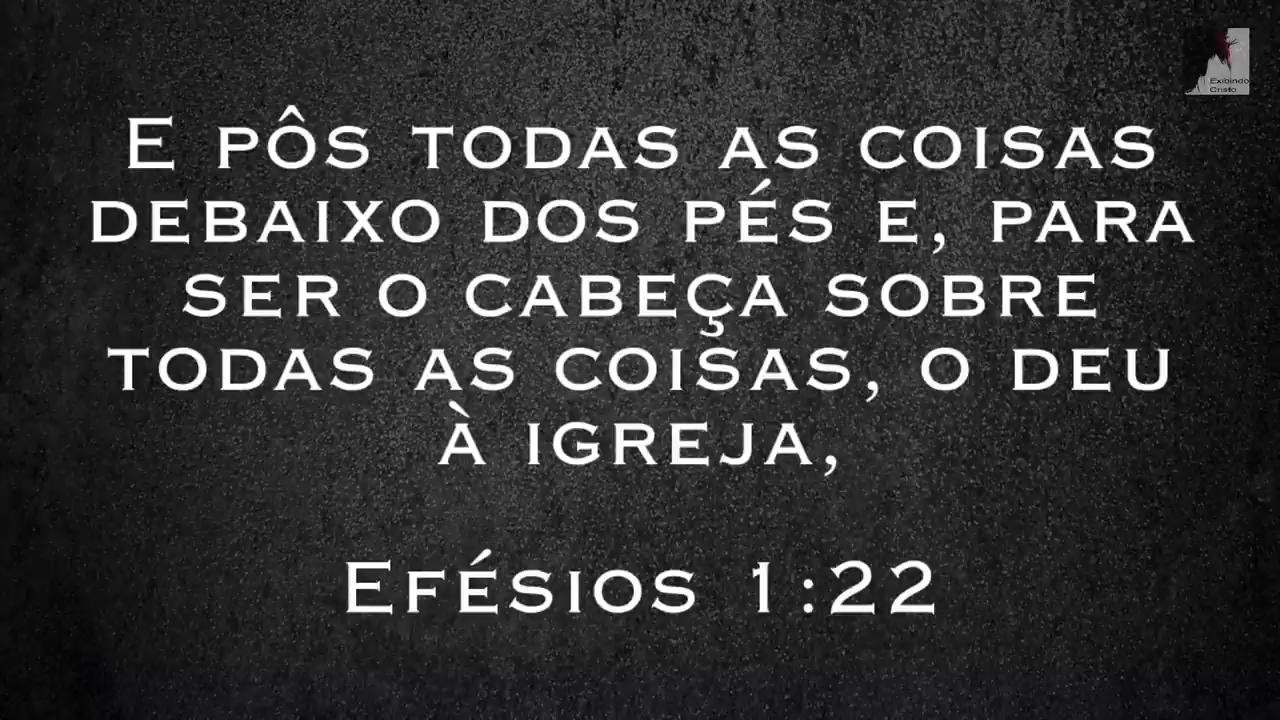 Exibindo
Cristo
E PÔS TODAS AS COISAS
DEBAIXO DOS PÉS E, PARA
SER O CABEÇA SOBRE
TODAS AS COISAS, O DEU
À IGREJA,
EFÉSIOS 1:22